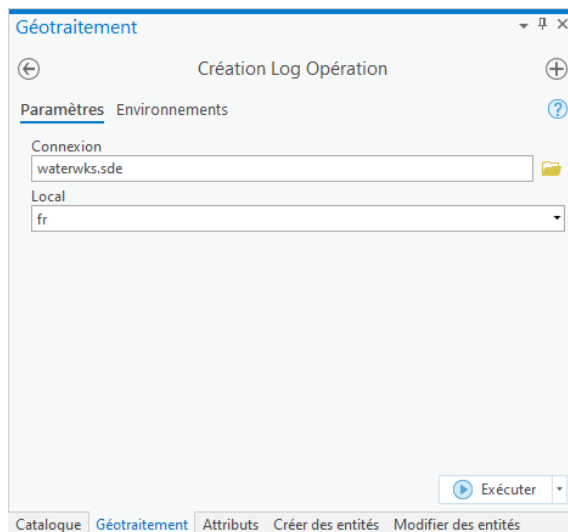 Géotraitement
Création Log Opération
Paramètres Environnements
?
Connexion
waterwks.sde
Local
fr
Exécuter
Catalogue Géotraitement Attributs Créer des entités Modifier des entités